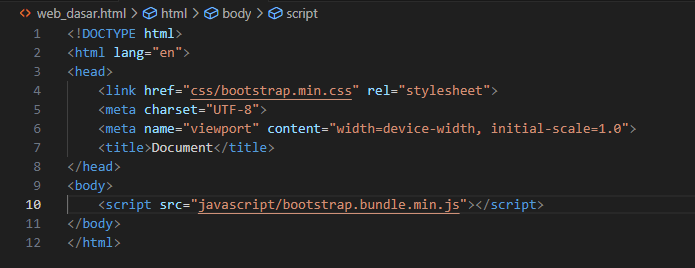 web_dasar.html > html > body > script
1 <!DOCTYPE html>
2 <html lang="en">
3 <head>
4     <link href="css/bootstrap.min.css" rel="stylesheet">
5     <meta charset="UTF-8">
6     <meta name="viewport" content="width=device-width, initial-scale=1.0">
7     <title>Document</title>
8 </head>
9 <body>
10     <script src="javascript/bootstrap.bundle.min.js"></script>
11 </body>
12 </html>